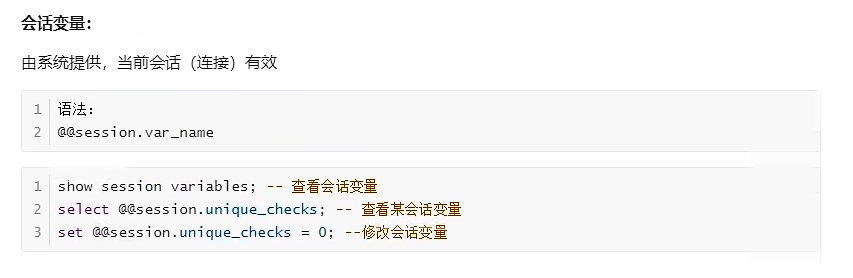 会话变量：
由系统提供，当前会话（连接）有效
1 语法：
2 @@session.var_name
1 show session variables; -- 查看会话变量
2 select @@session.unique_checks; -- 查看某会话变量
3 set @@session.unique_checks = 0; --修改会话变量